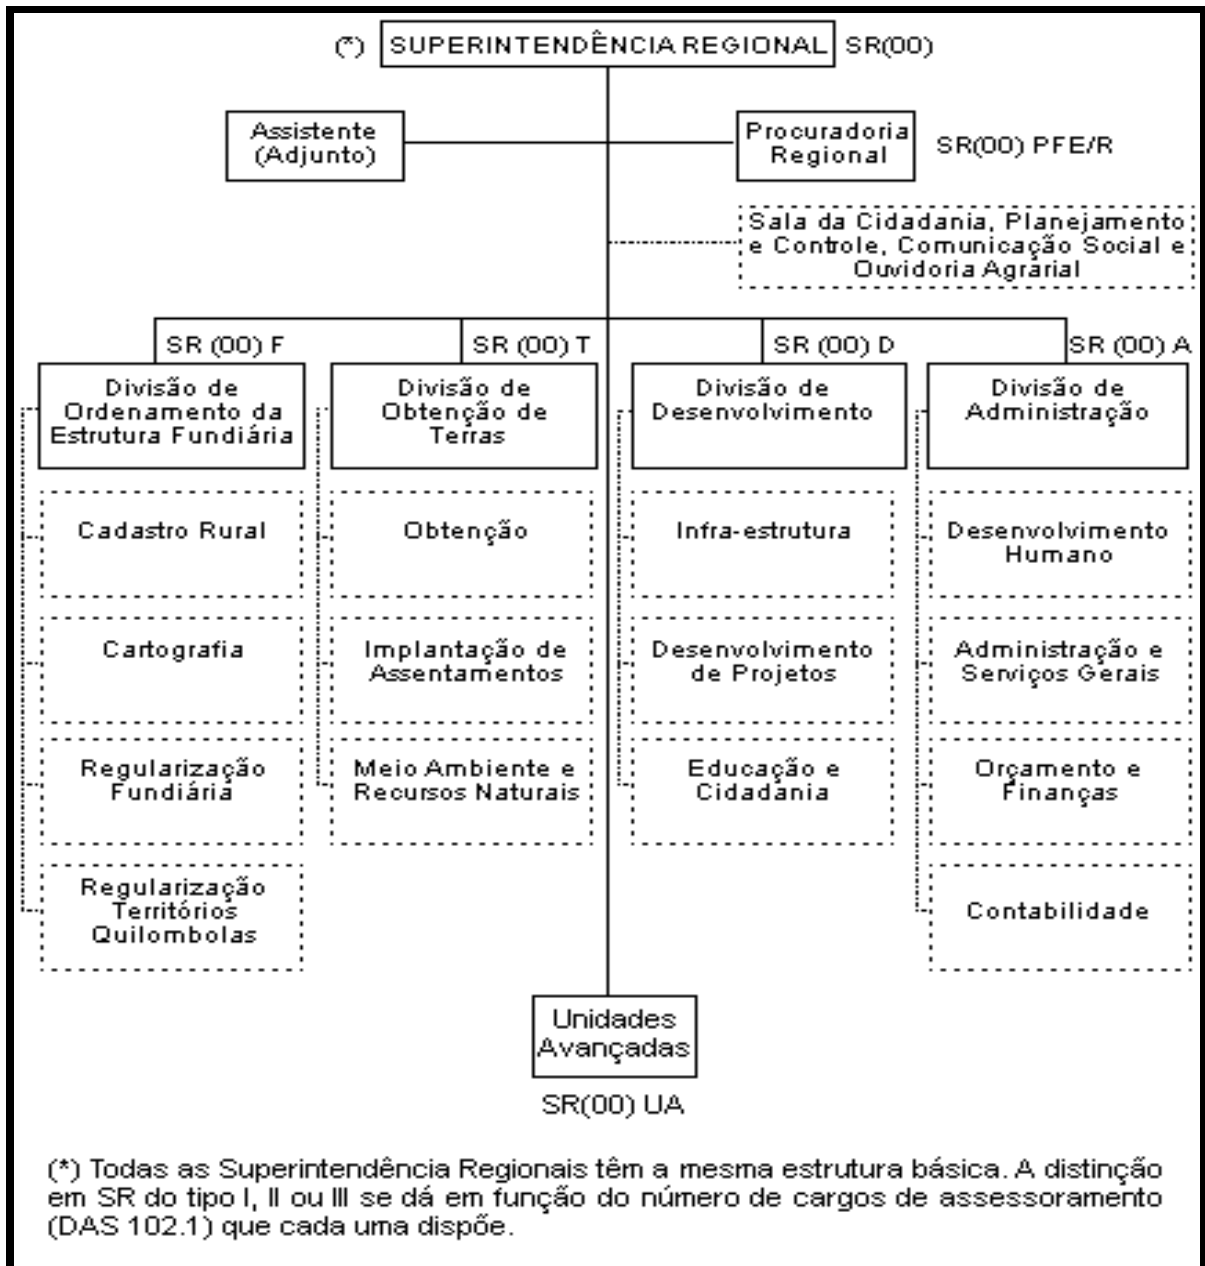 (*) SUPERINTENDÊNCIA REGIONAL SR(00)
Assistente
(Adjunto)
Procuradoria
Regional
SR(00) PFE/R
Sala da Cidadania, Planejamento
e Controle, Comunicação Social e
Ouvidoria Agrarial
SR (00) F
Divisão de
Ordenamento da
Estrutura Fundiária
Cadastro Rural
Cartografia
Regularização
Fundiária
Regularização
Territórios
Quilombolas
SR (00) T
Divisão de
Obtenção de
Terras
Obtenção
Implantação de
Assentamentos
Meio Ambiente e
Recursos Naturais
SR (00) D
Divisão de
Desenvolvimento
Infra-estrutura
Desenvolvimento
de Projetos
Educação e
Cidadania
SR (00) A
Divisão de
Administração
Desenvolvimento
Humano
Administração e
Serviços Gerais
Orçamento e
Finanças
Contabilidade
Unidades
Avançadas
SR(00) UA
(*) Todas as Superintendência Regionais têm a mesma estrutura básica. A distinção
em SR do tipo I, II ou III se dá em função do número de cargos de assessoramento
(DAS 102.1) que cada uma dispõe.